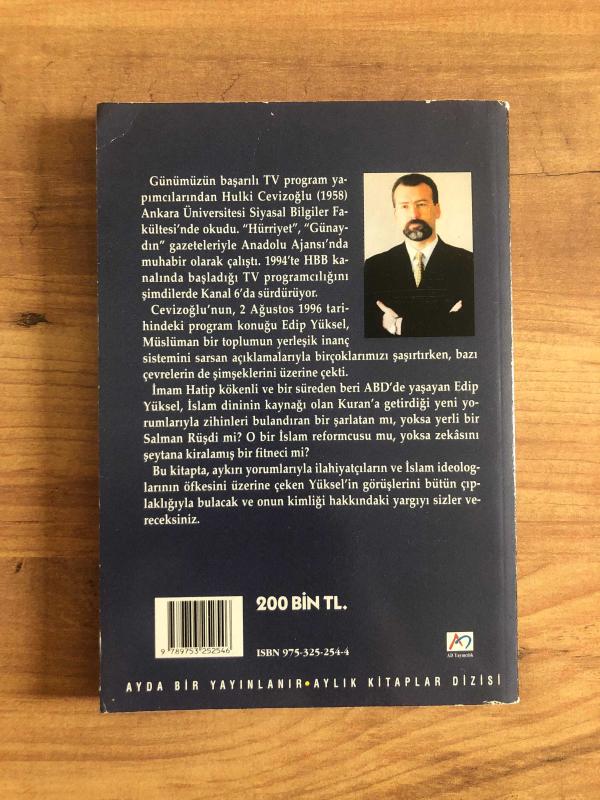 Günümüzün başarılı TV program ya-
pımcılarından Hulki Cevizoğlu (1958)
Ankara Üniversitesi Siyasal Bilgiler Fa-
kültesi'nde okudu. “Hürriyet”, “Günay-
dın” gazeteleriyle Anadolu Ajansı'nda
muhabir olarak çalıştı. 1994'te HBB ka-
nalında başladığı TV programcılığını
şimdilerde Kanal 6'da sürdürüyor.
Cevizoğlu'nun, 2 Ağustos 1996 tari-
hindeki program konuğu Edip Yüksel,
Müslüman bir toplumun yerleşik inanç
sistemini sarsan açıklamalarıyla birçoklarımızı şaşırtırken, bazı
çevrelerin de şimşeklerini üzerine çekti.
İmam Hatip kökenli ve bir süreden beri ABD'de yaşayan Edip
Yüksel, İslam dininin kaynağı olan Kuran'a getirdiği yeni yo-
rumlarıyla zihinleri bulandıran bir şarlatan mı, yoksa yerli bir
Salman Rüşdi mi? O bir İslam reformcusu mu, yoksa zekâsını
şeytana kiralamış bir fitneci mi?
Bu kitapta, aykırı yorumlarıyla ilahiyatçıların ve İslam ideolog-
larının öfkesini üzerine çeken Yüksel'in görüşlerini bütün çıp-
laklığıyla bulacak ve onun kimliği hakkındaki yargıyı sizler ve-
receksiniz.
200 BİN TL.
9 789753 252546
ISBN 975-325-254-4
AD Yayıncılık
AYDA BİR YAYINLANIR•AYLIK KİTAPLAR DİZİSİ